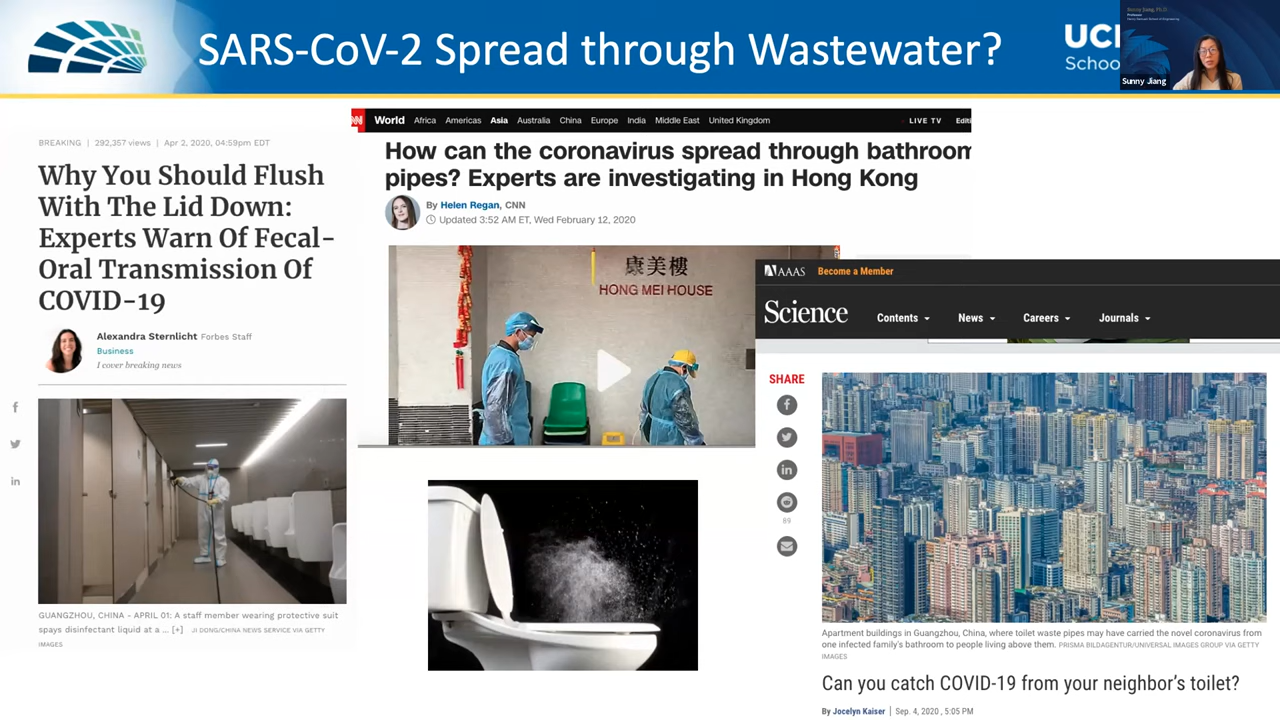 SARS-CoV-2 Spread through Wastewater?
UCI
Schoo
Sunny Jiang, Ph.D.
Professor
Sunny Jiang
BREAKING | 292,357 views | Apr 2, 2020, 04:59pm EDT
Why You Should Flush
With The Lid Down:
Experts Warn Of Fecal-
Oral Transmission Of
COVID-19
Alexandra Sternlicht Forbes Staff
Business
I cover breaking news
GUANGZHOU, CHINA - APRIL 01: A staff member wearing protective suit
spays disinfectant liquid at a ... [+] JI DONG/CHINA NEWS SERVICE VIA GETTY
IMAGES
World Africa Americas Asia Australia China Europe India Middle East United Kingdom LIVE TV Editi
How can the coronavirus spread through bathroom
pipes? Experts are investigating in Hong Kong
By Helen Regan, CNN
Updated 3:52 AM ET, Wed February 12, 2020
康美樓
HONG MEI HOUSE
AAAS Become a Member
Science Contents News Careers Journals
SHARE
89
Apartment buildings in Guangzhou, China, where toilet waste pipes may have carried the novel coronavirus from
one infected family's bathroom to people living above them. PRISMA BILDAGENTUR/UNIVERSAL IMAGES GROUP VIA GETTY
IMAGES
Can you catch COVID-19 from your neighbor's toilet?
By Jocelyn Kaiser | Sep. 4, 2020 , 5:05 PM